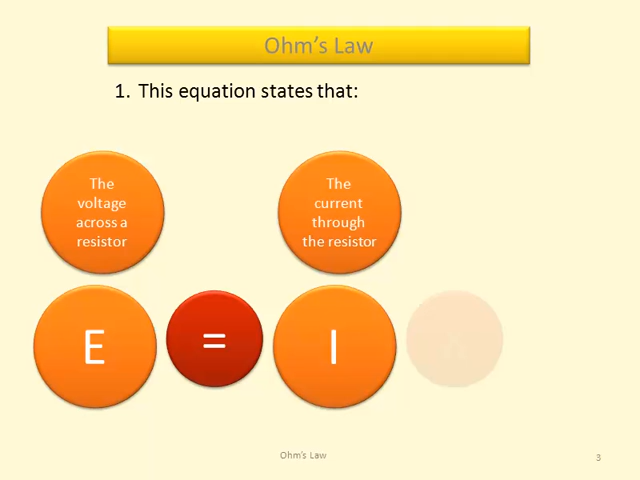 Ohm's Law
1. This equation states that:
The
voltage
across a
resistor
The
current
through
the resistor
E
=
I
Ohm's Law
3